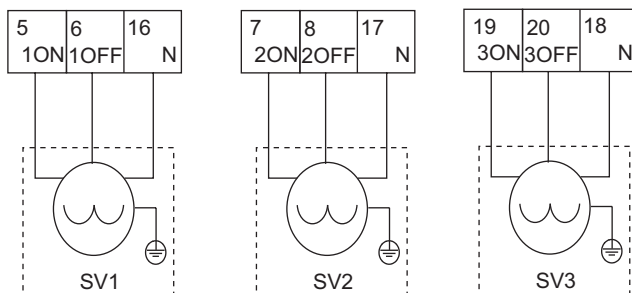 5 6 16
1ON 1OFF N
7 8 17
2ON 2OFF N
19 20 18
3ON 3OFF N
SV1 SV2 SV3